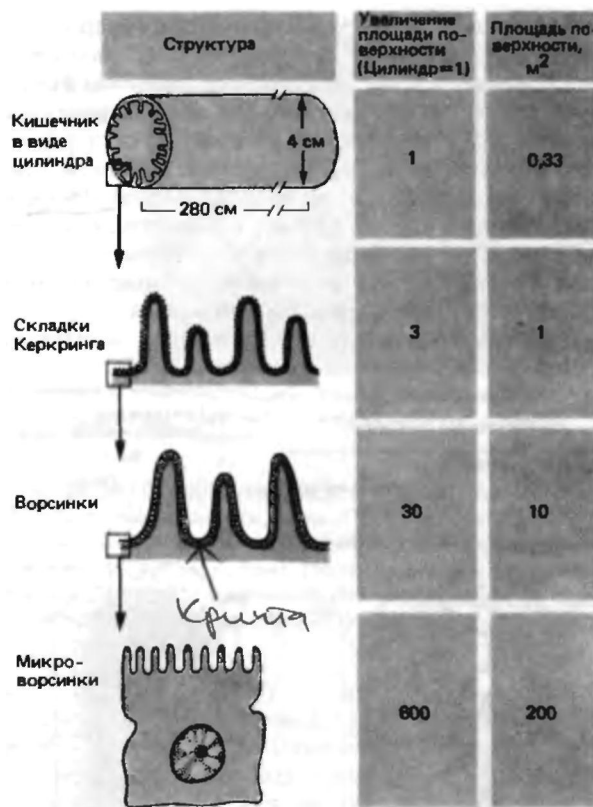 Структура
Увеличение
площади по-
верхности
(Цилиндр=1)
Площадь по-
верхности,
м²
Кишечник
в виде
цилиндра
4 см
280 см
1
0,33
Складки
Керкринга
3
1
Ворсинки
30
10
Крипта
Микро-
ворсинки
600
200